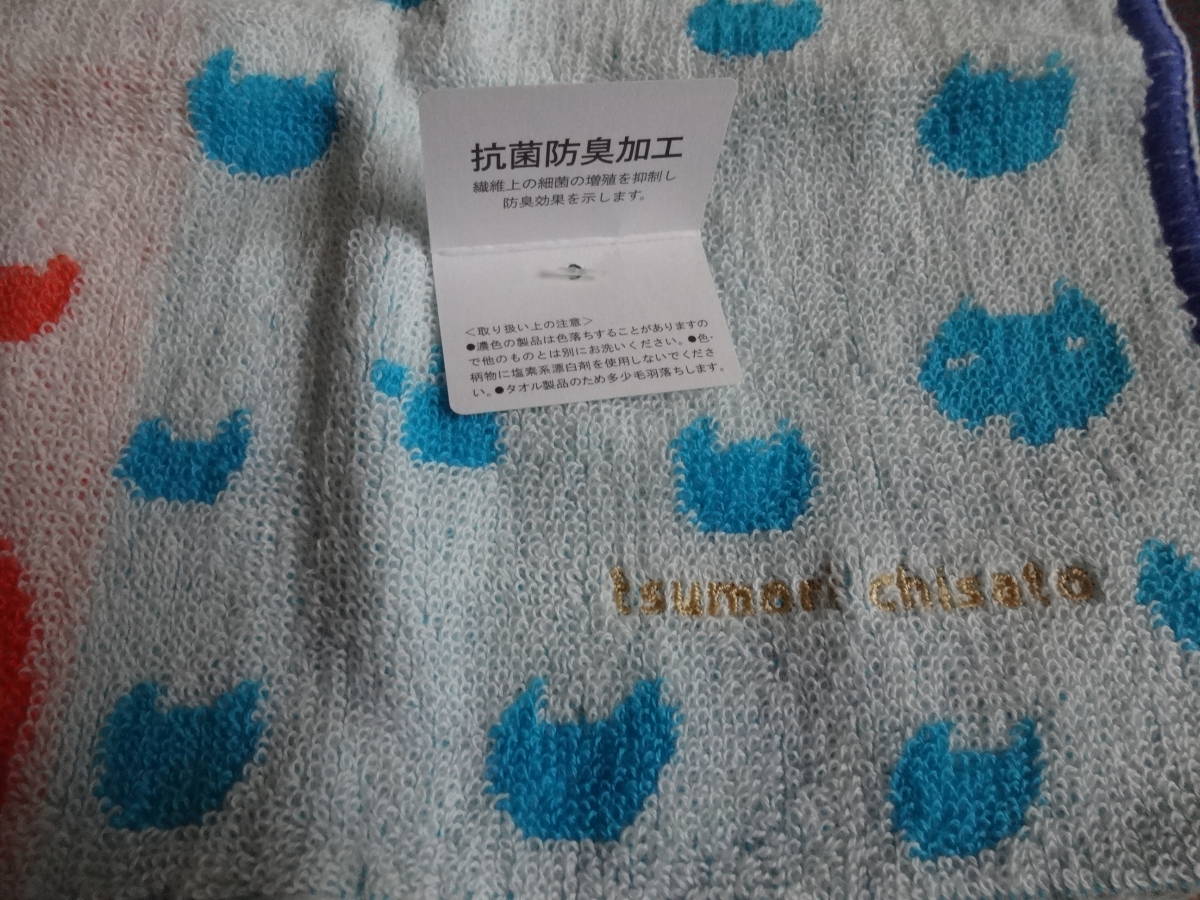 抗菌防臭加工
繊維上の細菌の増殖を抑制し
防臭効果を示します。
＜取り扱い上の注意＞
●濃色の製品は色落ちすることがありますの
で他のものとは別にお洗いください。●色・
柄物に塩素系漂白剤を使用しないでくださ
い。●タオル製品のため多少毛羽落ちします。
tsumori chisato